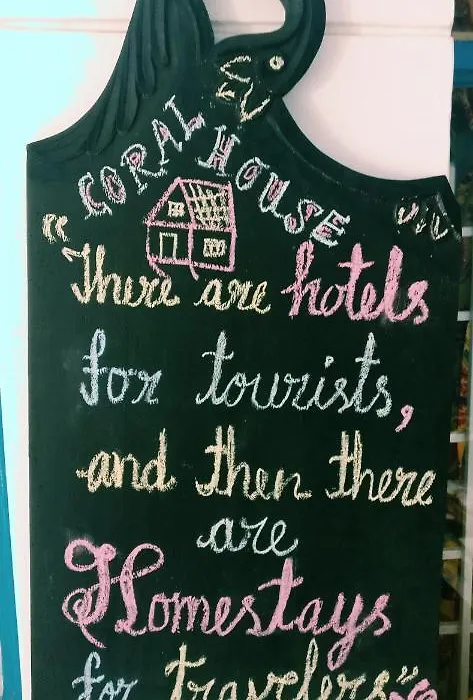 CORAL HOUSE
"There are hotels
for tourists,
and then there
are
Homestays
for travelers"